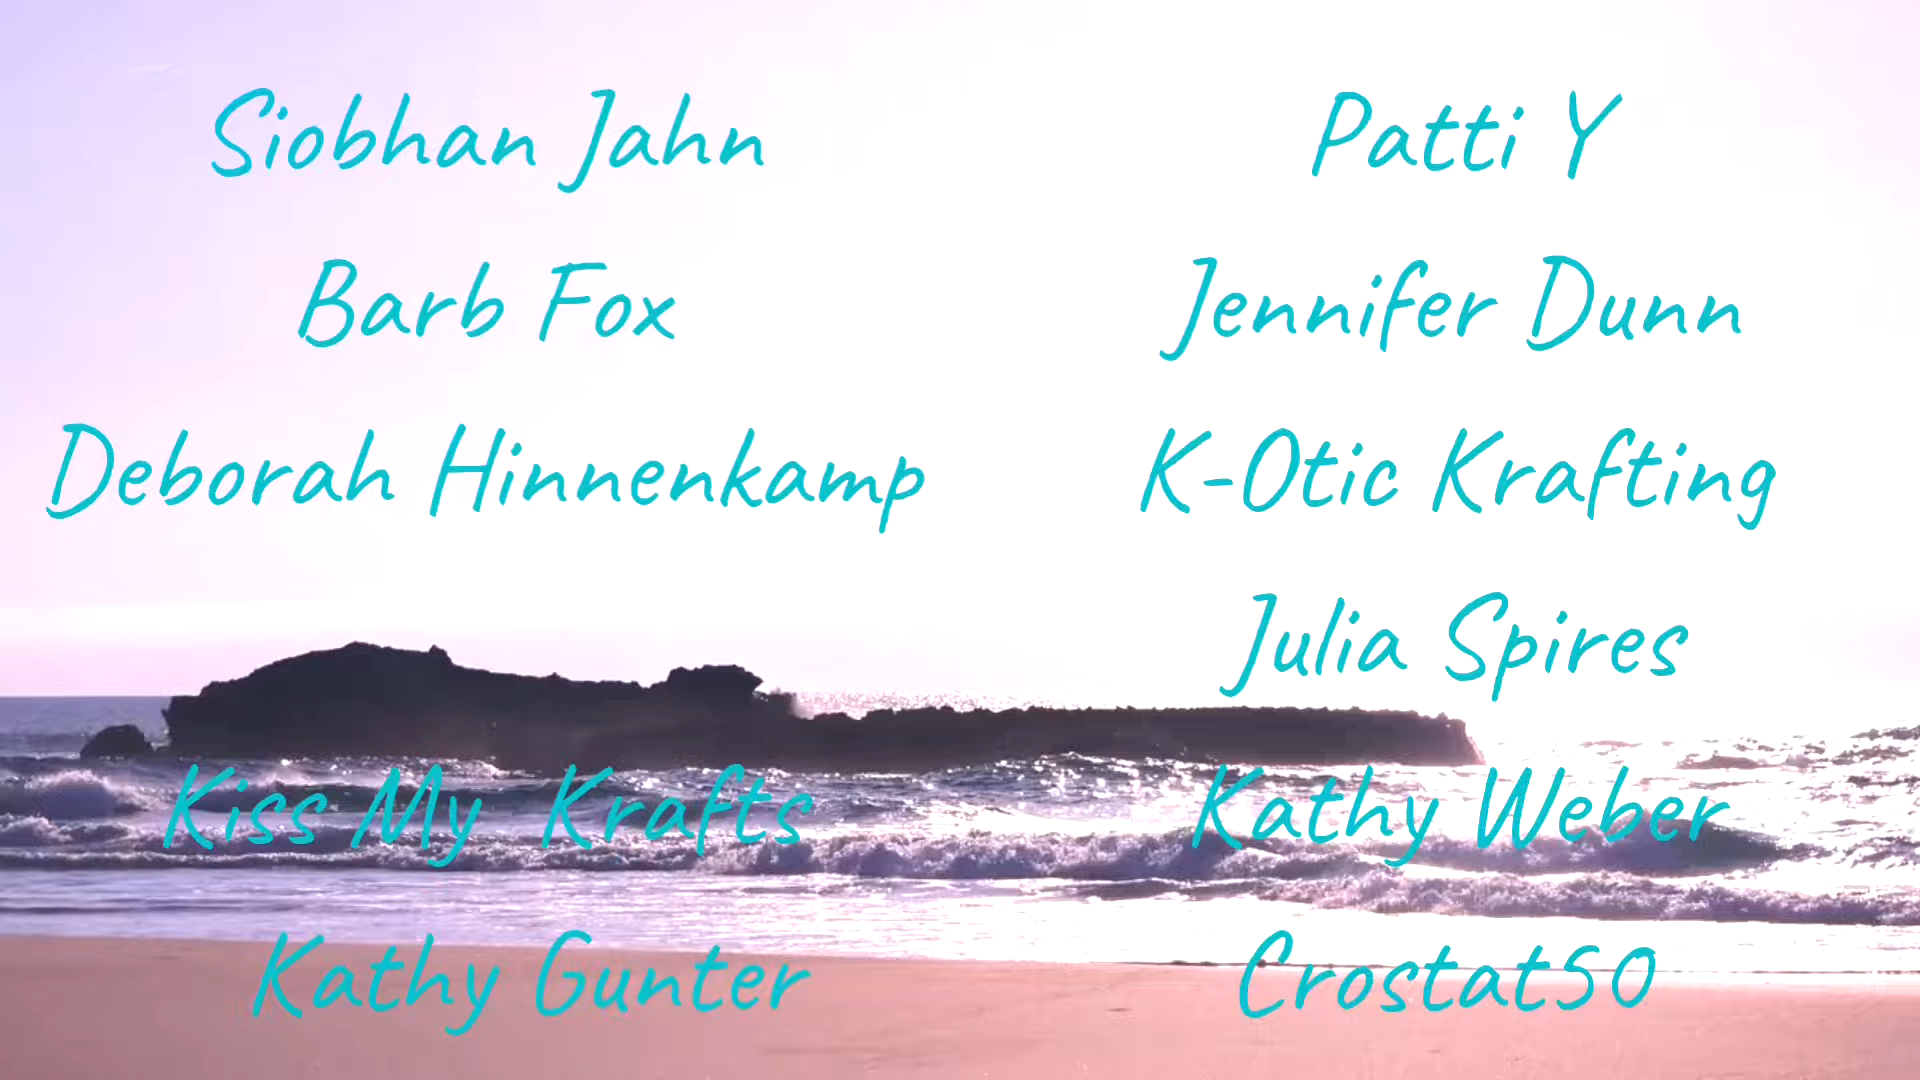 Siobhan Jahn
Barb Fox
Deborah Hinnenkamp
Kiss My Krafts
Kathy Gunter
Patti Y
Jennifer Dunn
K-Otic Krafting
Julia Spires
Kathy Weber
Crostat50